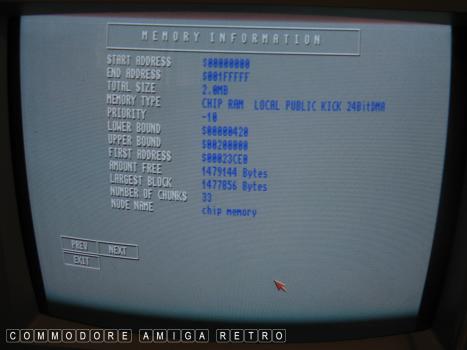 MEMORY INFORMATION
START ADDRESS $00000000
END ADDRESS $001FFFFF
TOTAL SIZE 2.0MB
MEMORY TYPE CHIP RAM LOCAL PUBLIC KICK 24BitDMA
PRIORITY -10
LOWER BOUND $00000420
UPPER BOUND $00200000
FIRST ADDRESS $00023CE0
AMOUNT FREE 1479144 Bytes
LARGEST BLOCK 1477856 Bytes
NUMBER OF CHUNKS 33
NODE NAME chip memory
PREV NEXT
EXIT
COMMODORE AMIGA RETRO